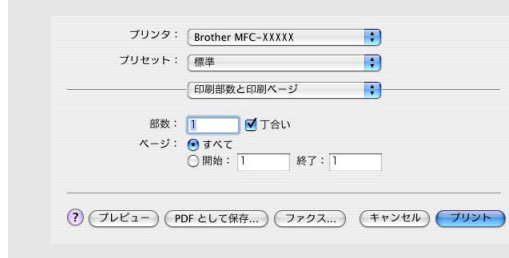 プリンタ： Brother MFC-XXXXX
プリセット： 標準
印刷部数と印刷ページ
部数： 1 丁合い
ページ： すべて
開始： 1 終了： 1
? プレビュー PDF として保存... ファクス... キャンセル プリント